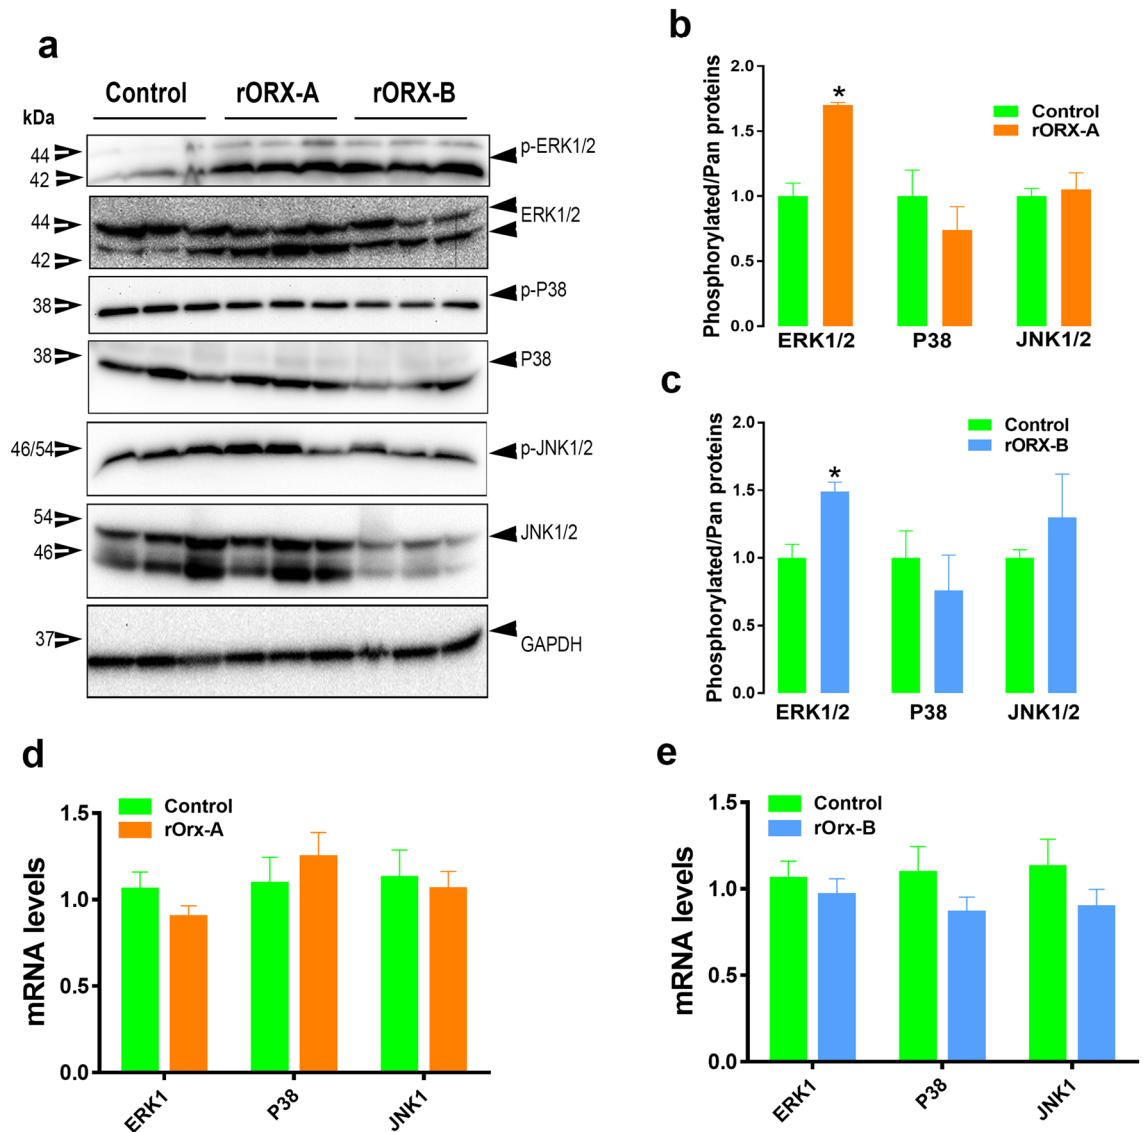 a
Control rORX-A rORX-B
kDa
44
42
p-ERK1/2
44
42
ERK1/2
38
p-P38
38
P38
46/54
p-JNK1/2
54
46
JNK1/2
37
GAPDH
b
Phosphorylated/Pan proteins
2.0
1.5
1.0
0.5
0.0
*
Control
rORX-A
ERK1/2 P38 JNK1/2
c
Phosphorylated/Pan proteins
2.0
1.5
1.0
0.5
0.0
*
Control
rORX-B
ERK1/2 P38 JNK1/2
d
mRNA levels
1.5
1.0
0.5
0.0
Control
rOrx-A
ERK1 P38 JNK1
e
mRNA levels
1.5
1.0
0.5
0.0
Control
rOrx-B
ERK1 P38 JNK1